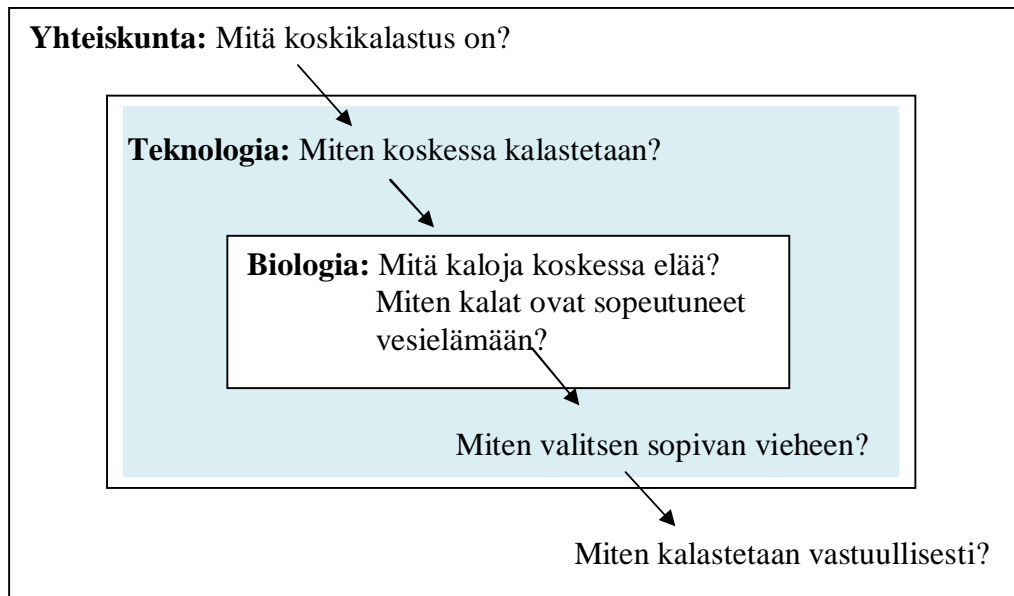 Yhteiskunta: Mitä koskikalastus on?
Teknologia: Miten koskessa kalastetaan?
Biologia: Mitä kaloja koskessa elää?
Miten kalat ovat sopeutuneet
vesielämään?
Miten valitsen sopivan vieheen?
Miten kalastetaan vastuullisesti?